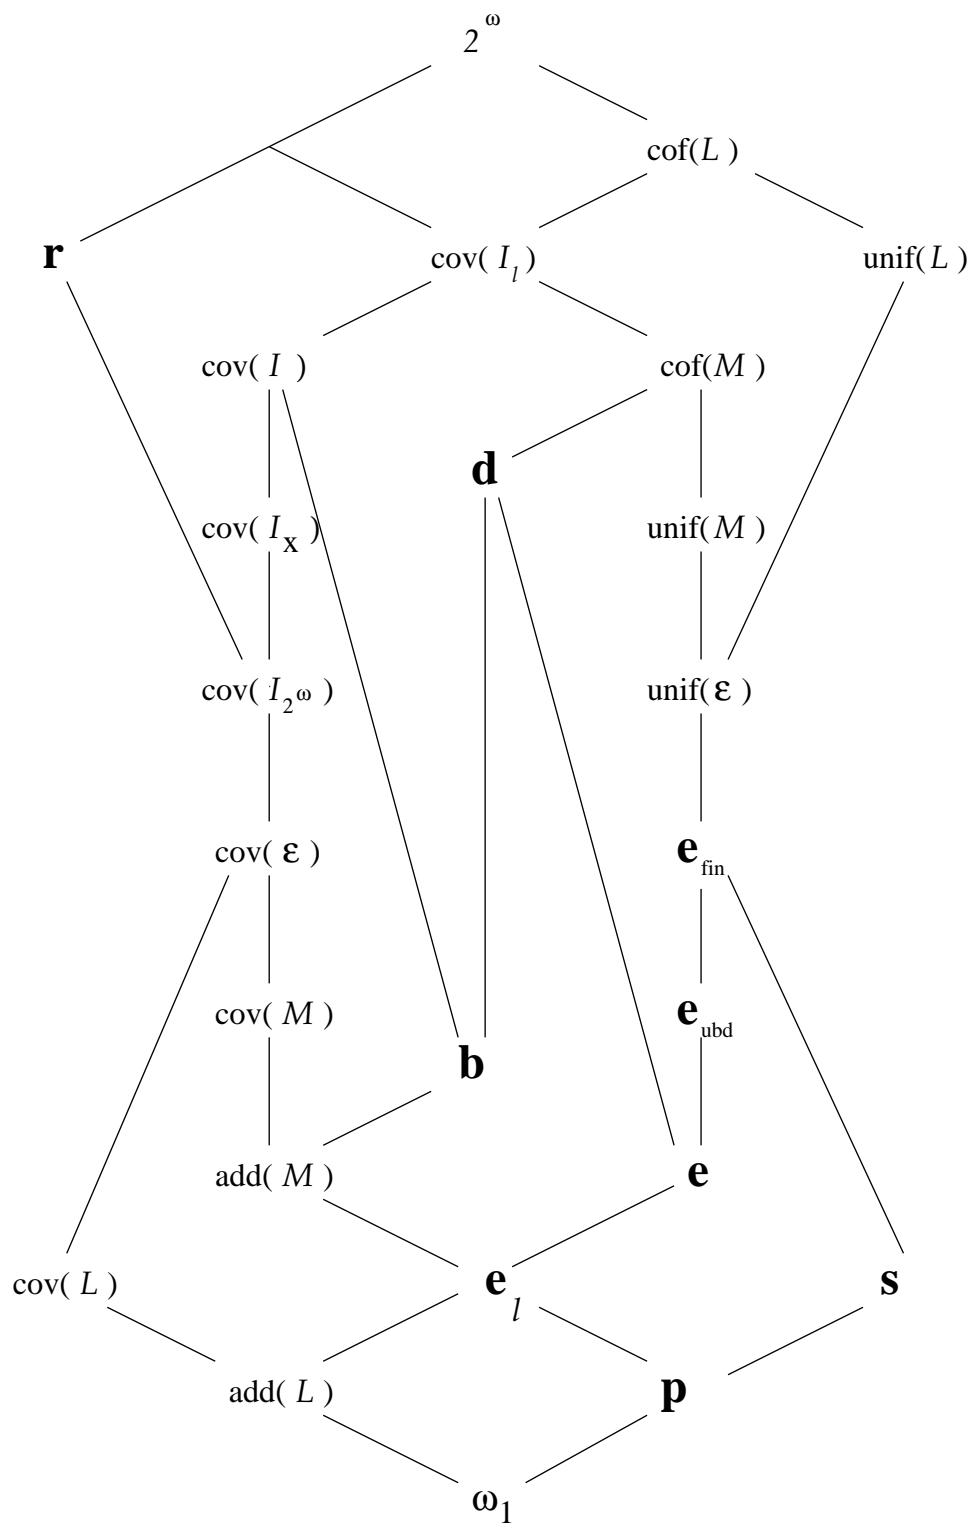 2^ω
cof(L)
r cov(I_l) unif(L)
cov(I) cof(M)
d
cov(I_X) unif(M)
cov(I_2^ω) unif(ε)
cov(ε) e_fin
cov(M) e_ubd
b
add(M) e
cov(L) e_l s
add(L) p
ω_1